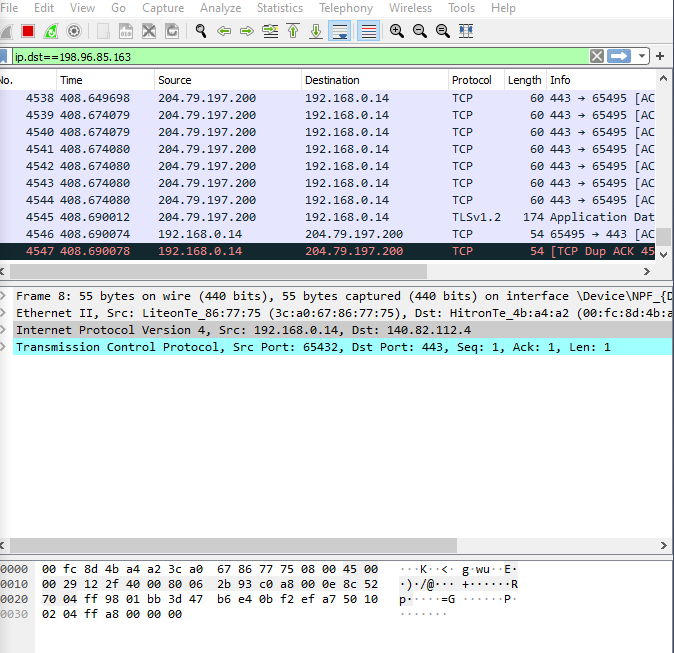 File Edit View Go Capture Analyze Statistics Telephony Wireless Tools Help
ip.dst==198.96.85.163
No. Time Source Destination Protocol Length Info
4538 408.649698 204.79.197.200 192.168.0.14 TCP 60 443 → 65495 [AC
4539 408.674079 204.79.197.200 192.168.0.14 TCP 60 443 → 65495 [AC
4540 408.674079 204.79.197.200 192.168.0.14 TCP 60 443 → 65495 [AC
4541 408.674080 204.79.197.200 192.168.0.14 TCP 60 443 → 65495 [AC
4542 408.674080 204.79.197.200 192.168.0.14 TCP 60 443 → 65495 [AC
4543 408.674080 204.79.197.200 192.168.0.14 TCP 60 443 → 65495 [AC
4544 408.674080 204.79.197.200 192.168.0.14 TCP 60 443 → 65495 [AC
4545 408.690012 204.79.197.200 192.168.0.14 TLSv1.2 174 Application Dat
4546 408.690074 192.168.0.14 204.79.197.200 TCP 54 65495 → 443 [AC
4547 408.690078 192.168.0.14 204.79.197.200 TCP 54 [TCP Dup ACK 45
Frame 8: 55 bytes on wire (440 bits), 55 bytes captured (440 bits) on interface \Device\NPF_{D
Ethernet II, Src: LiteonTe_86:77:75 (3c:a0:67:86:77:75), Dst: HitronTe_4b:a4:a2 (00:fc:8d:4b:a
Internet Protocol Version 4, Src: 192.168.0.14, Dst: 140.82.112.4
Transmission Control Protocol, Src Port: 65432, Dst Port: 443, Seq: 1, Ack: 1, Len: 1
0000 00 fc 8d 4b a4 a2 3c a0 67 86 77 75 08 00 45 00 ···K··<· g·wu··E·
0010 00 29 12 2f 40 00 80 06 2b 93 c0 a8 00 0e 8c 52 ·)·/@··· +······R
0020 70 04 ff 98 01 bb 3d 47 b6 e4 0b f2 ef a7 50 10 p·····=G ······P·
0030 02 04 ff a8 00 00 00 ·······